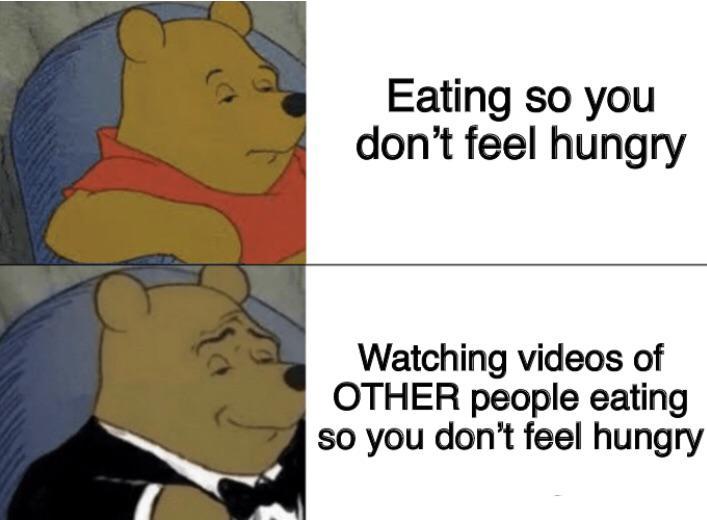 Eating so you
don't feel hungry
Watching videos of
OTHER people eating
so you don't feel hungry